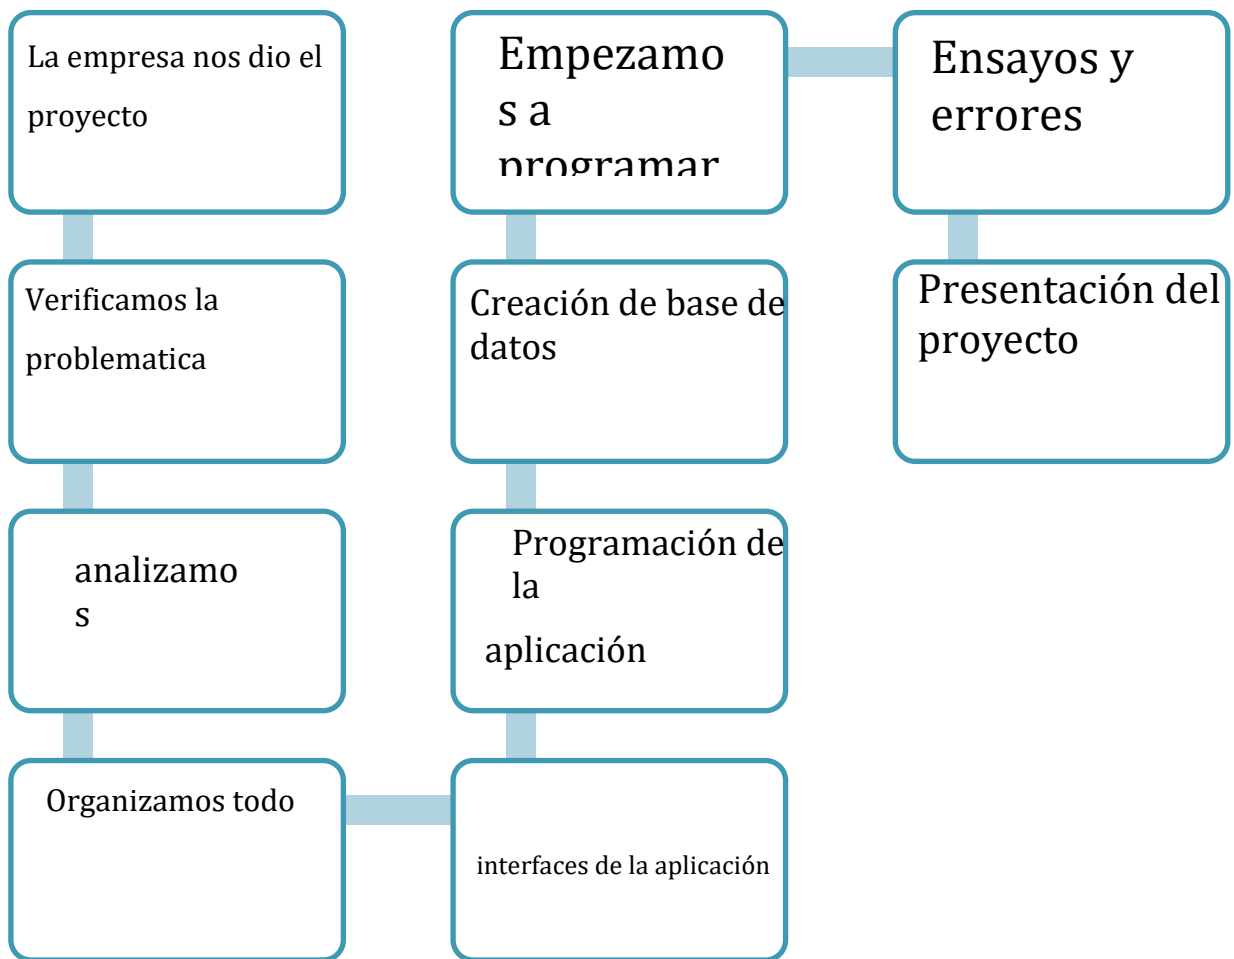 La empresa nos dio el
proyecto
Verificamos la
problematica
analizamo
s
Organizamos todo
interfaces de la aplicación
Programación de
la
aplicación
Creación de base de
datos
Empezamo
s a
programar
Ensayos y
errores
Presentación del
proyecto